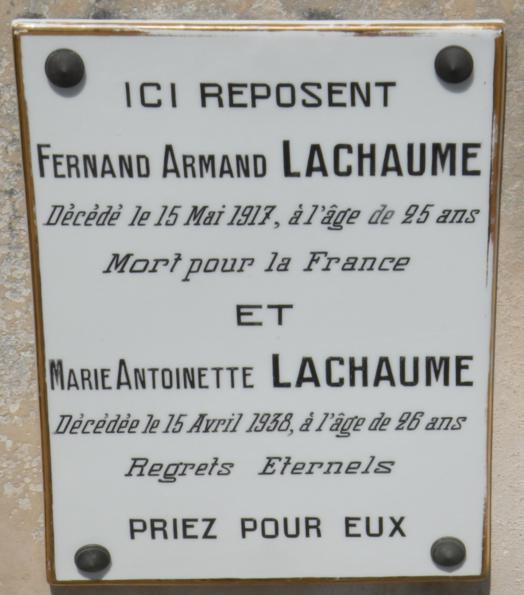 ICI REPOSENT
FERNAND ARMAND LACHAUME
Décédé le 15 Mai 1917, à l'âge de 25 ans
Mort pour la France
ET
MARIE ANTOINETTE LACHAUME
Décédée le 15 Avril 1938, à l'âge de 26 ans
Regrets Eternels
PRIEZ POUR EUX